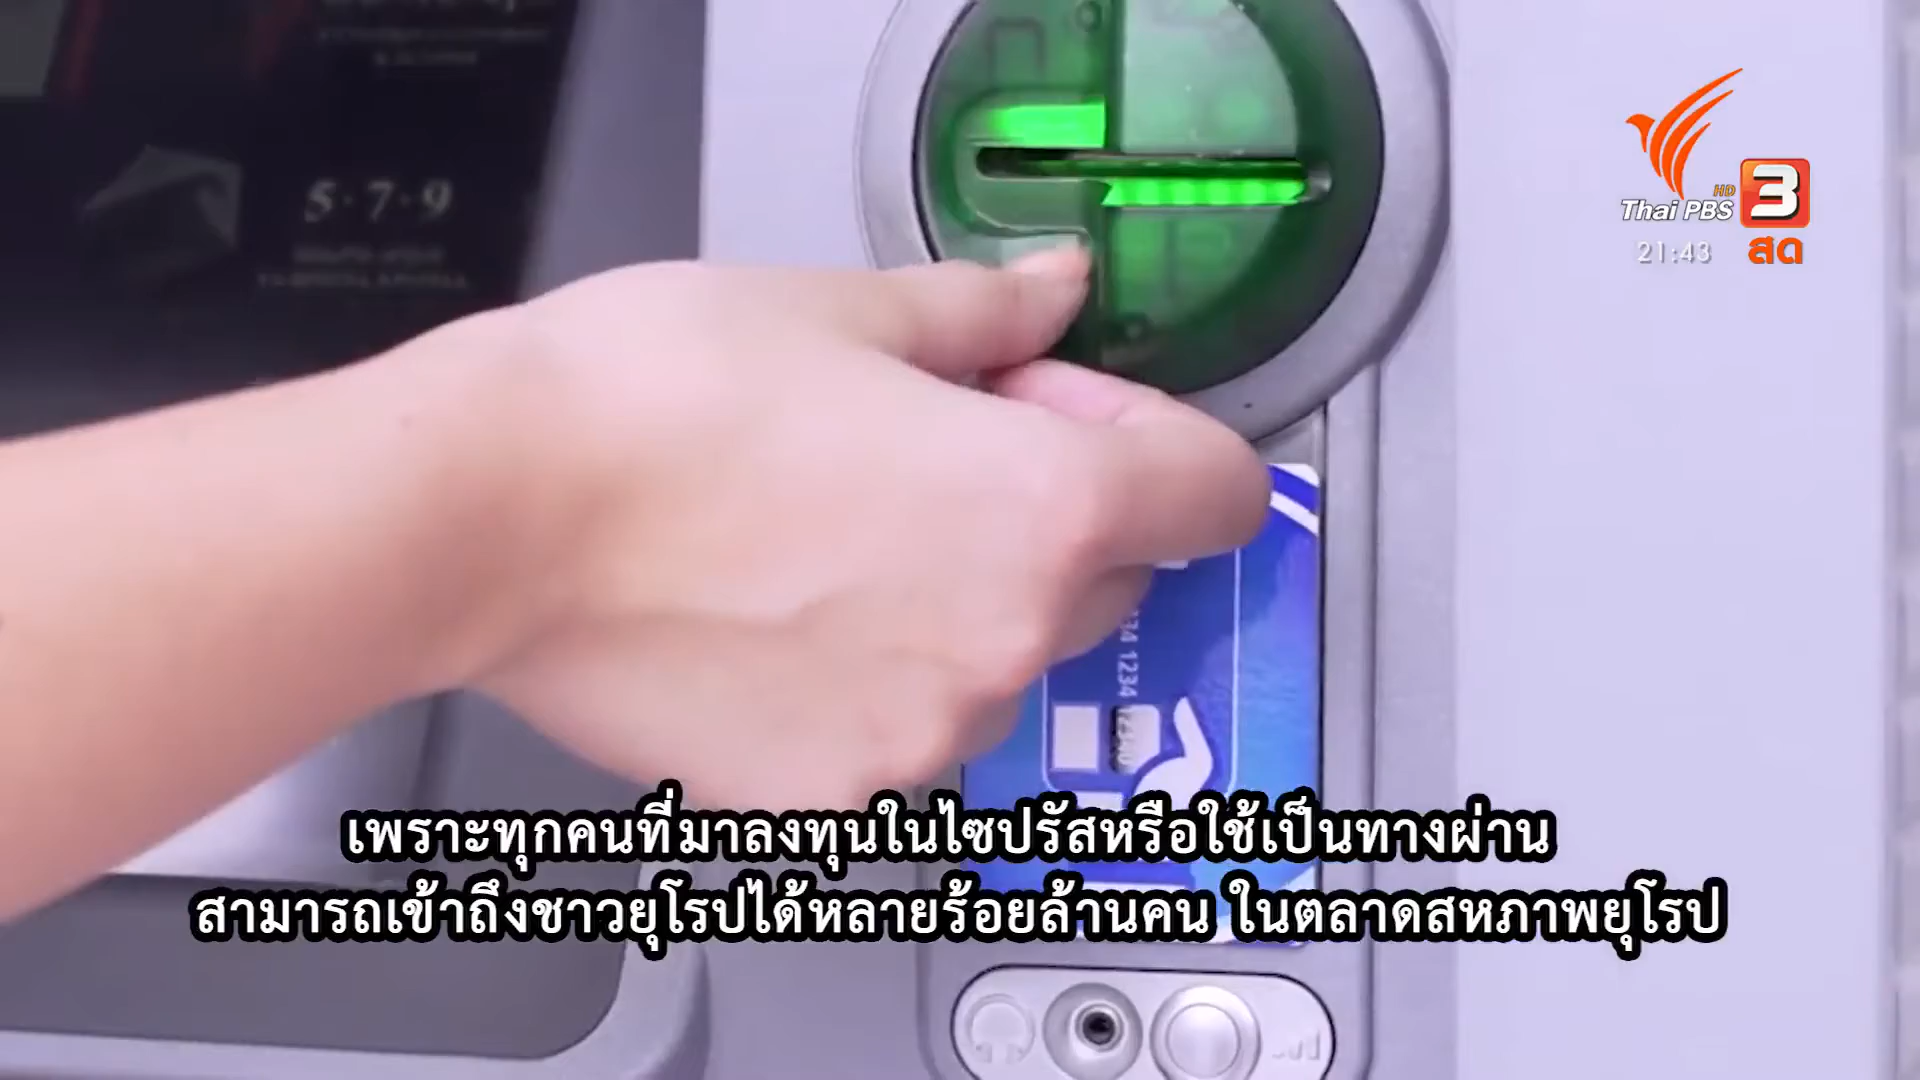 5·7·9
HD
Thai PBS
3
21:43
สด
34 1234
เพราะทุกคนที่มาลงทุนในไซปรัสหรือใช้เป็นทางผ่าน
สามารถเข้าถึงชาวยุโรปได้หลายร้อยล้านคน ในตลาดสหภาพยุโรป